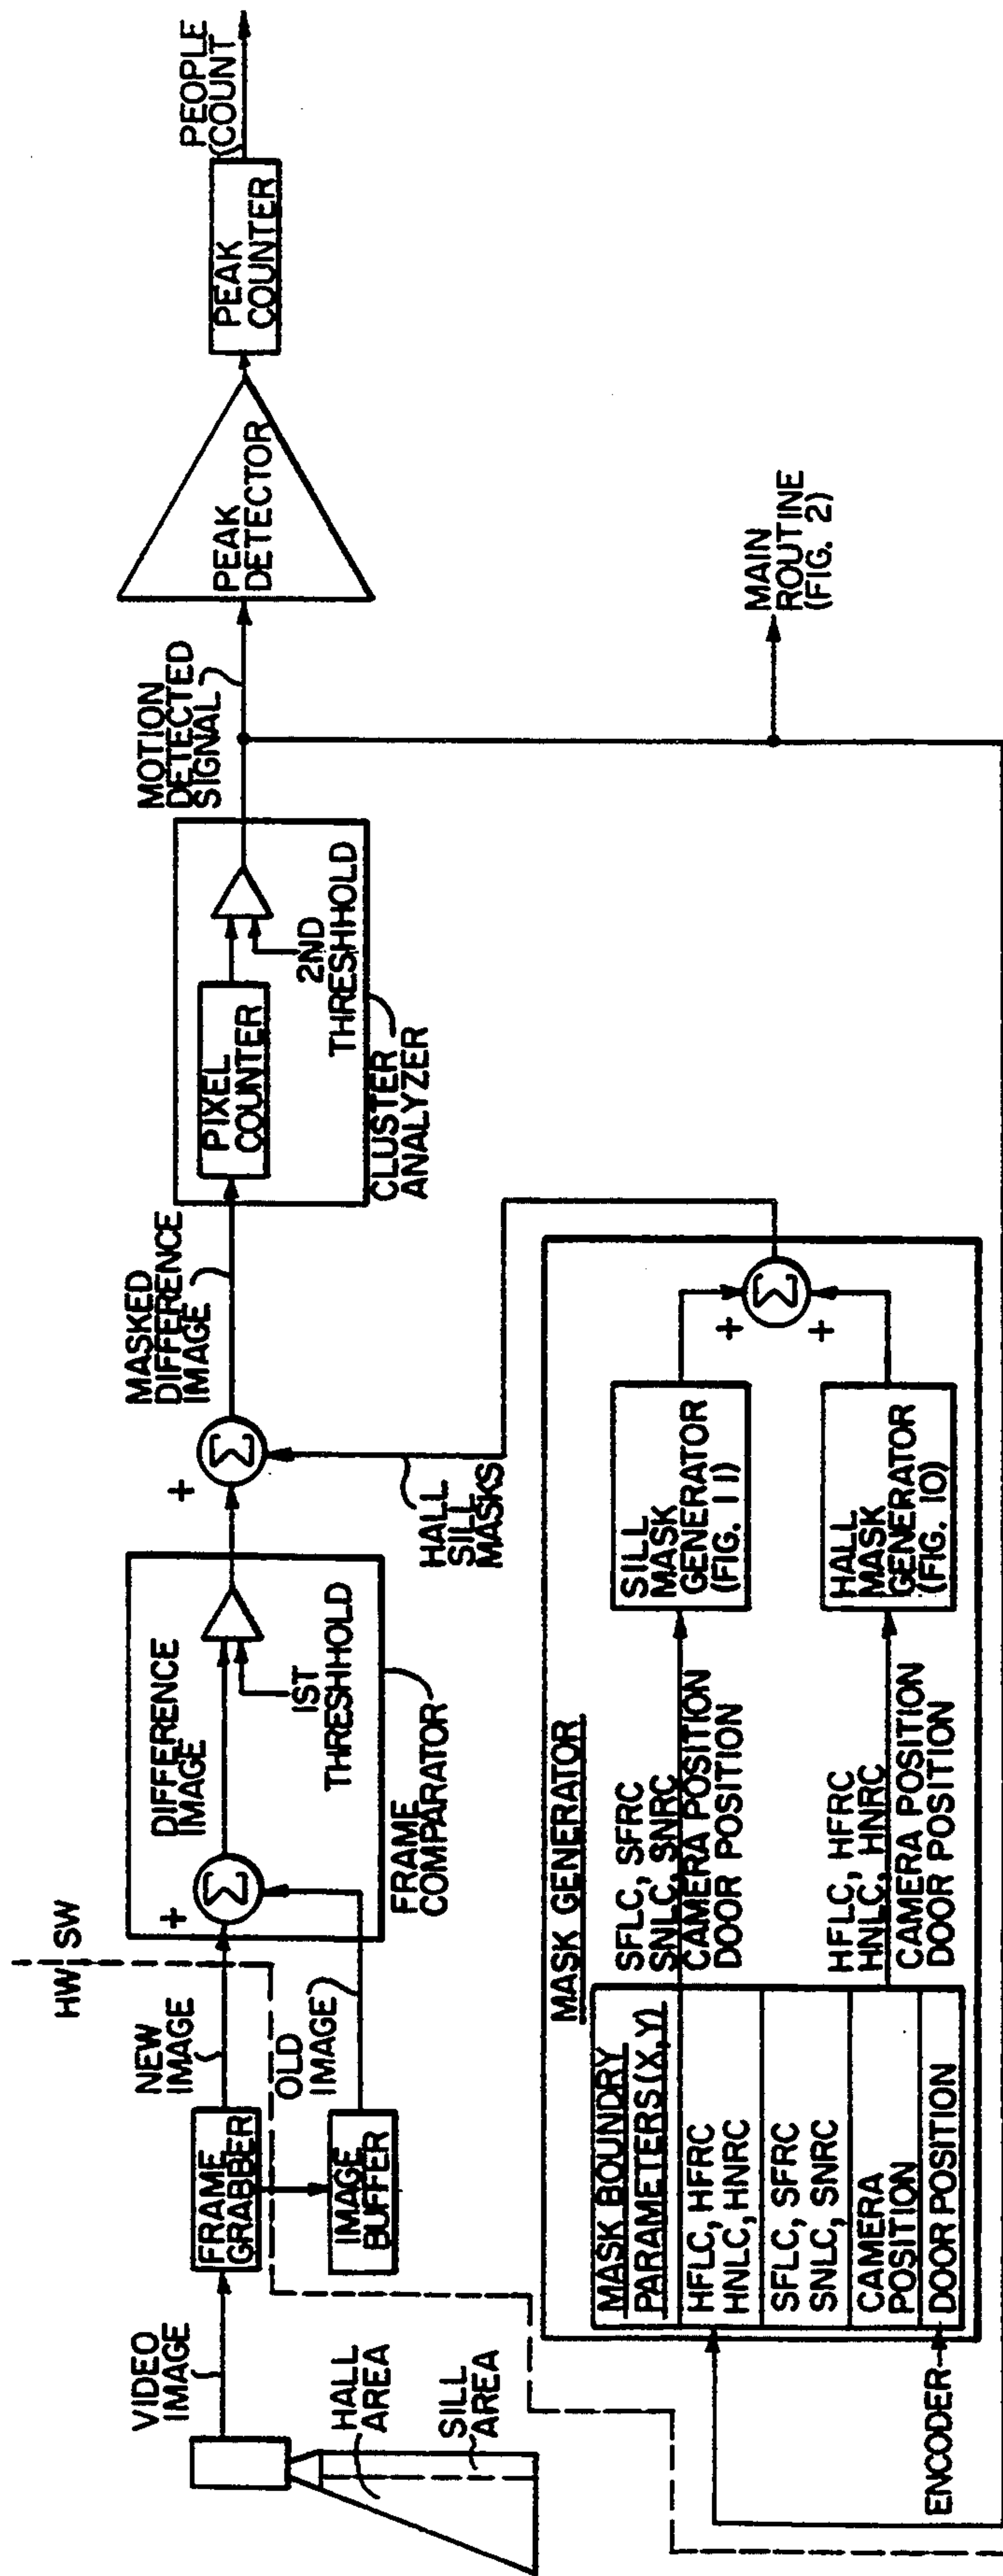 VIDEO
IMAGE
HALL
AREA
SILL
AREA
FRAME
GRABBER
IMAGE
BUFFER
NEW
IMAGE
OLD
IMAGE
HW
SW
+
Σ
DIFFERENCE
IMAGE
1ST
THRESHHOLD
FRAME
COMPARATOR
+
Σ
HALL
SILL
MASKS
MASKED
DIFFERENCE
IMAGE
PIXEL
COUNTER
2ND
THRESHHOLD
CLUSTER
ANALYZER
MOTION
DETECTED
SIGNAL
PEAK
DETECTOR
PEAK
COUNTER
PEOPLE
COUNT
MAIN
ROUTINE
(FIG. 2)
MASK GENERATOR
MASK BOUNDRY
PARAMETERS(X,Y)
HFLC, HFRC
HNLC, HNRC
SFLC, SFRC
SNLC, SNRC
CAMERA
POSITION
DOOR POSITION
ENCODER
SFLC, SFRC
SNLC, SNRC
CAMERA POSITION
DOOR POSITION
HFLC, HFRC
HNLC, HNRC
CAMERA POSITION
DOOR POSITION
SILL
MASK
GENERATOR
(FIG. 11)
HALL
MASK
GENERATOR
(FIG. 10)
+
Σ
+